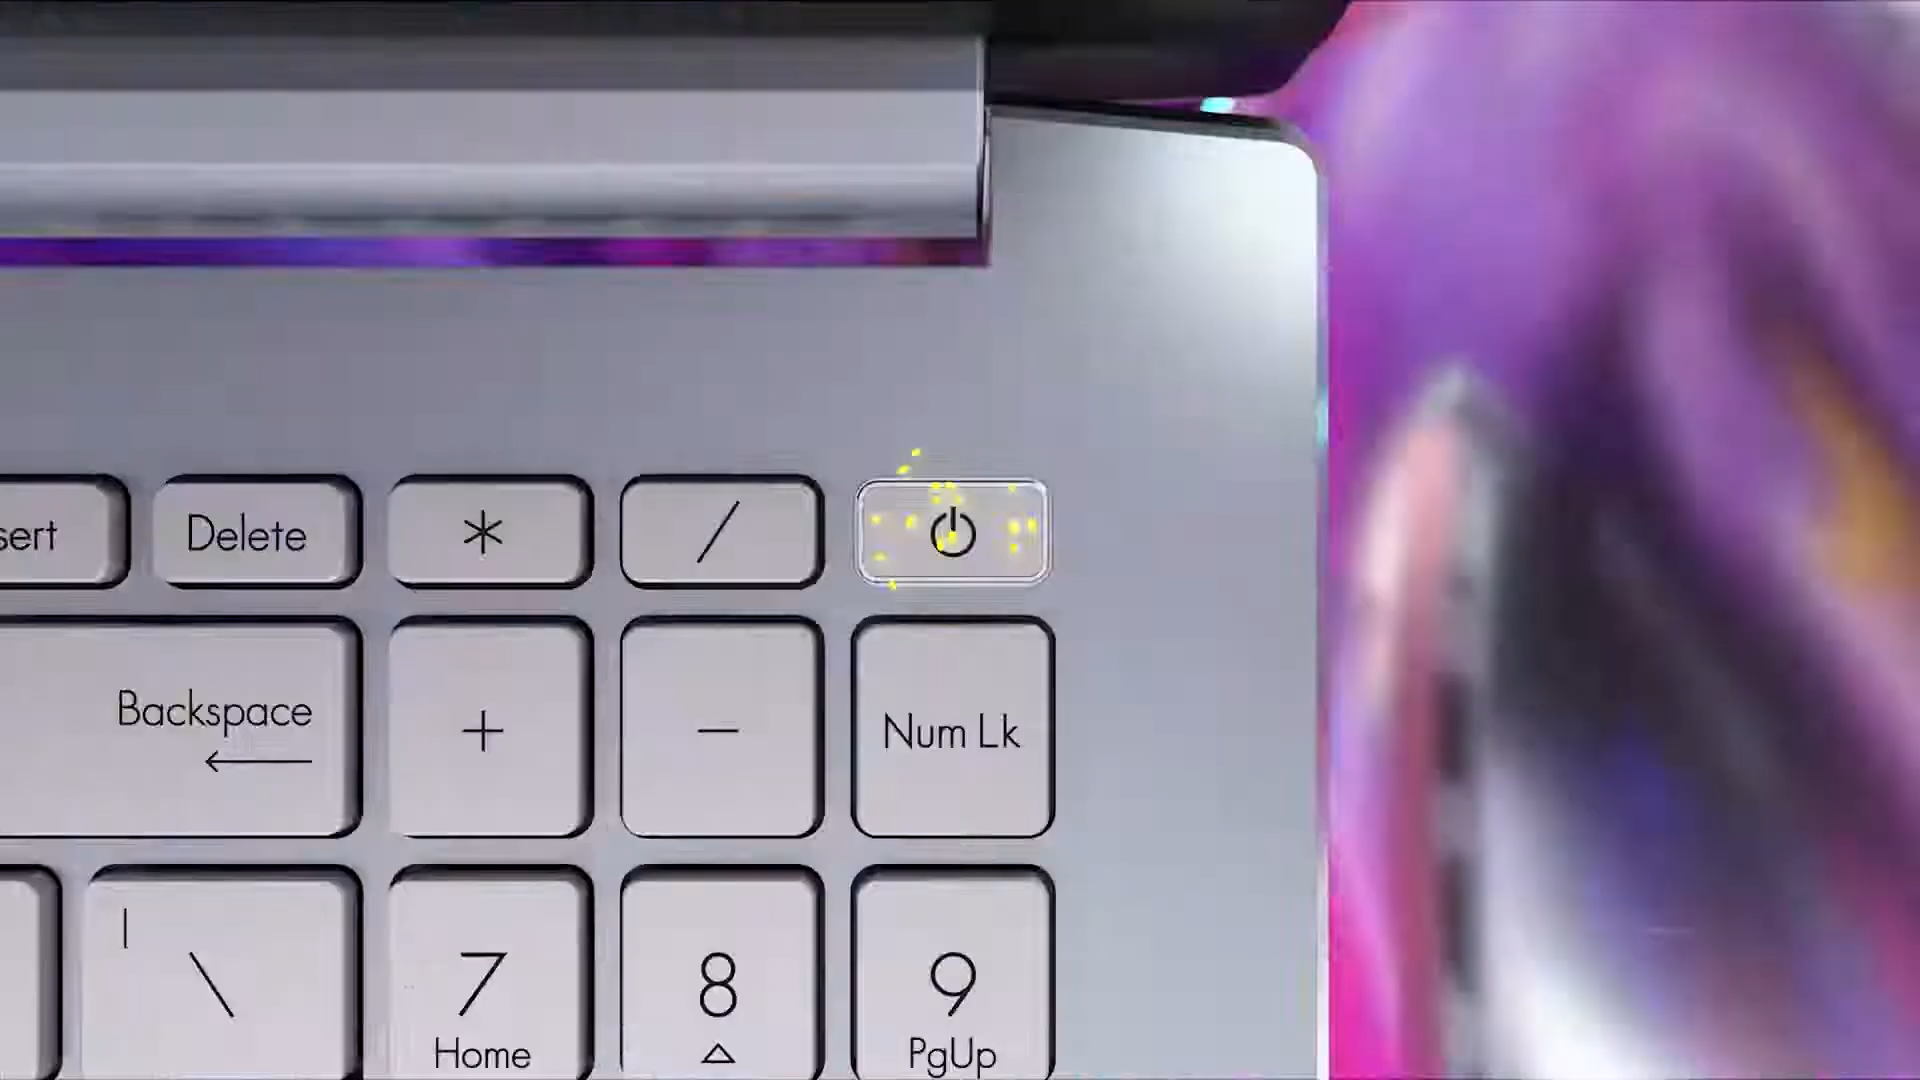 sert
Delete
*
/
Backspace
←
+
−
Num Lk
|
\
7
Home
8
△
9
PgUp